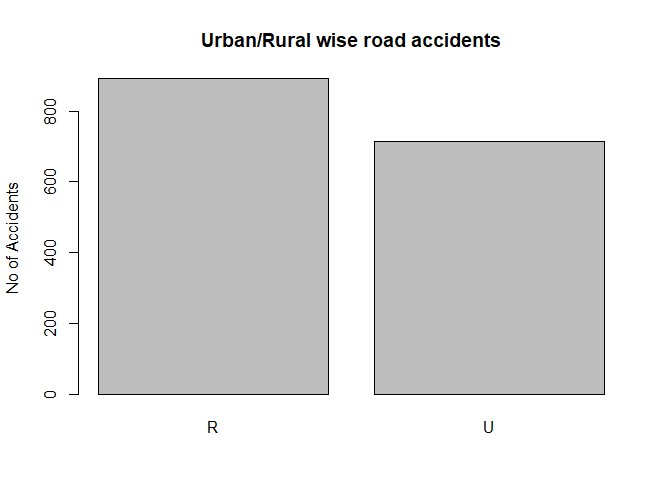 Urban/Rural wise road accidents
No of Accidents
800
600
400
200
0
R
U